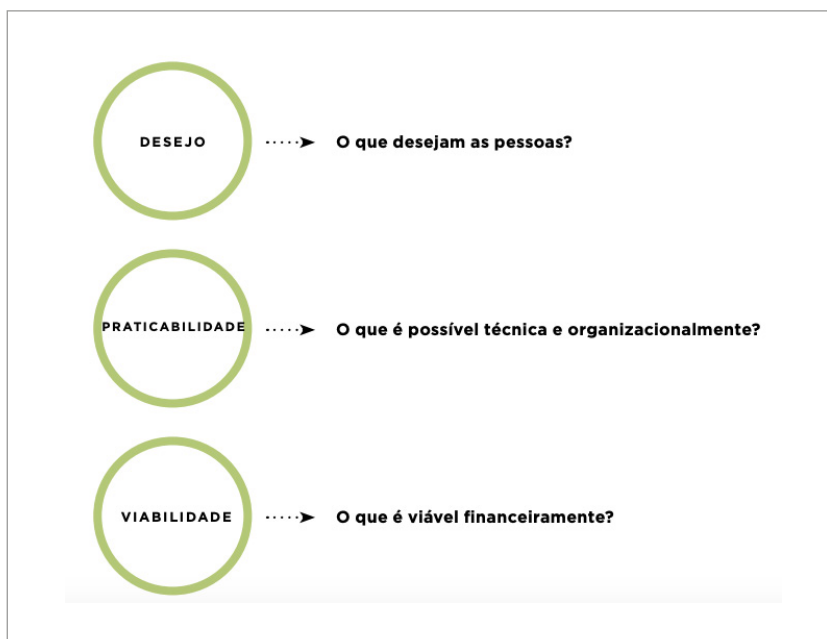 DESEJO
O que desejam as pessoas?
PRATICABILIDADE
O que é possível técnica e organizacionalmente?
VIABILIDADE
O que é viável financeiramente?